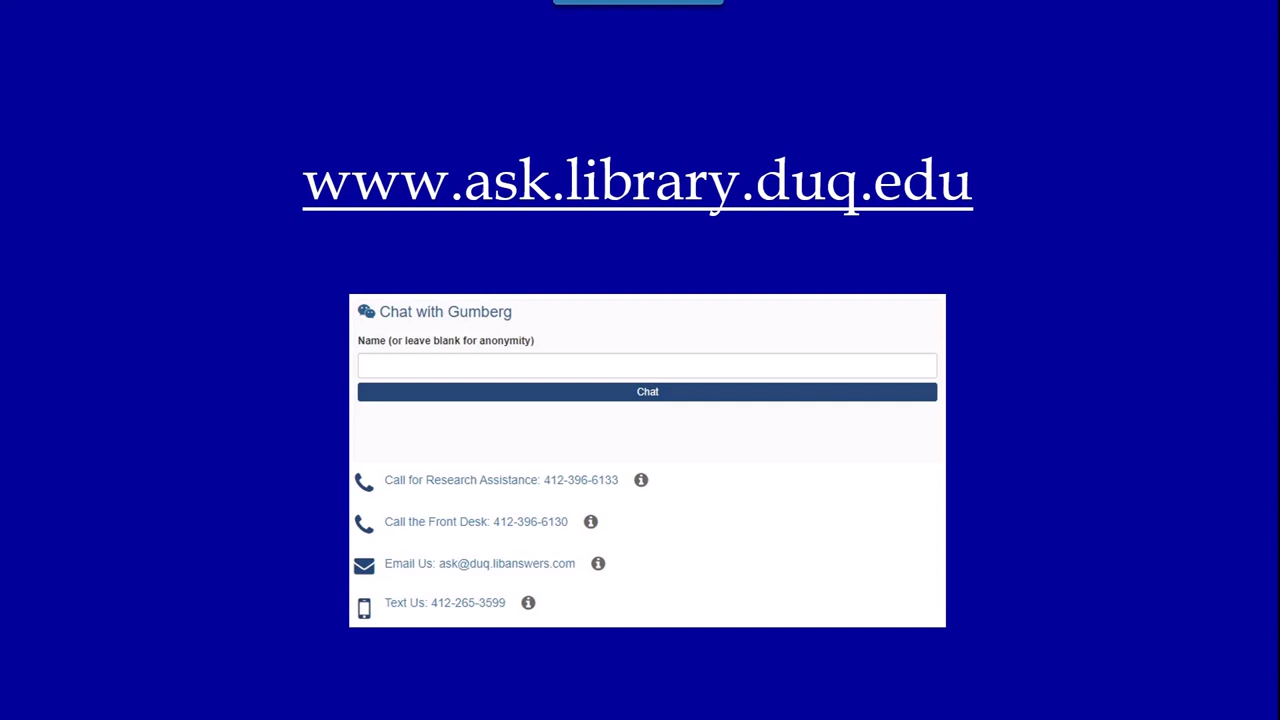 www.ask.library.duq.edu
Chat with Gumberg
Name (or leave blank for anonymity)
Chat
Call for Research Assistance: 412-396-6133
Call the Front Desk: 412-396-6130
Email Us: ask@duq.libanswers.com
Text Us: 412-265-3599